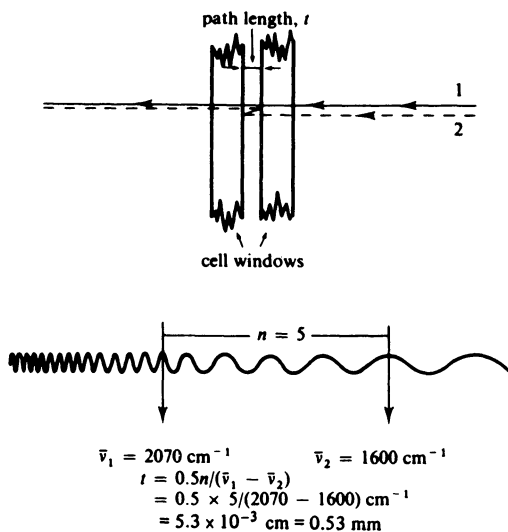 path length, t
1
2
cell windows
n = 5
ν̄₁ = 2070 cm⁻¹ ν̄₂ = 1600 cm⁻¹
t = 0.5n/(ν̄₁ − ν̄₂)
= 0.5 × 5/(2070 − 1600) cm⁻¹
= 5.3 x 10⁻³ cm = 0.53 mm